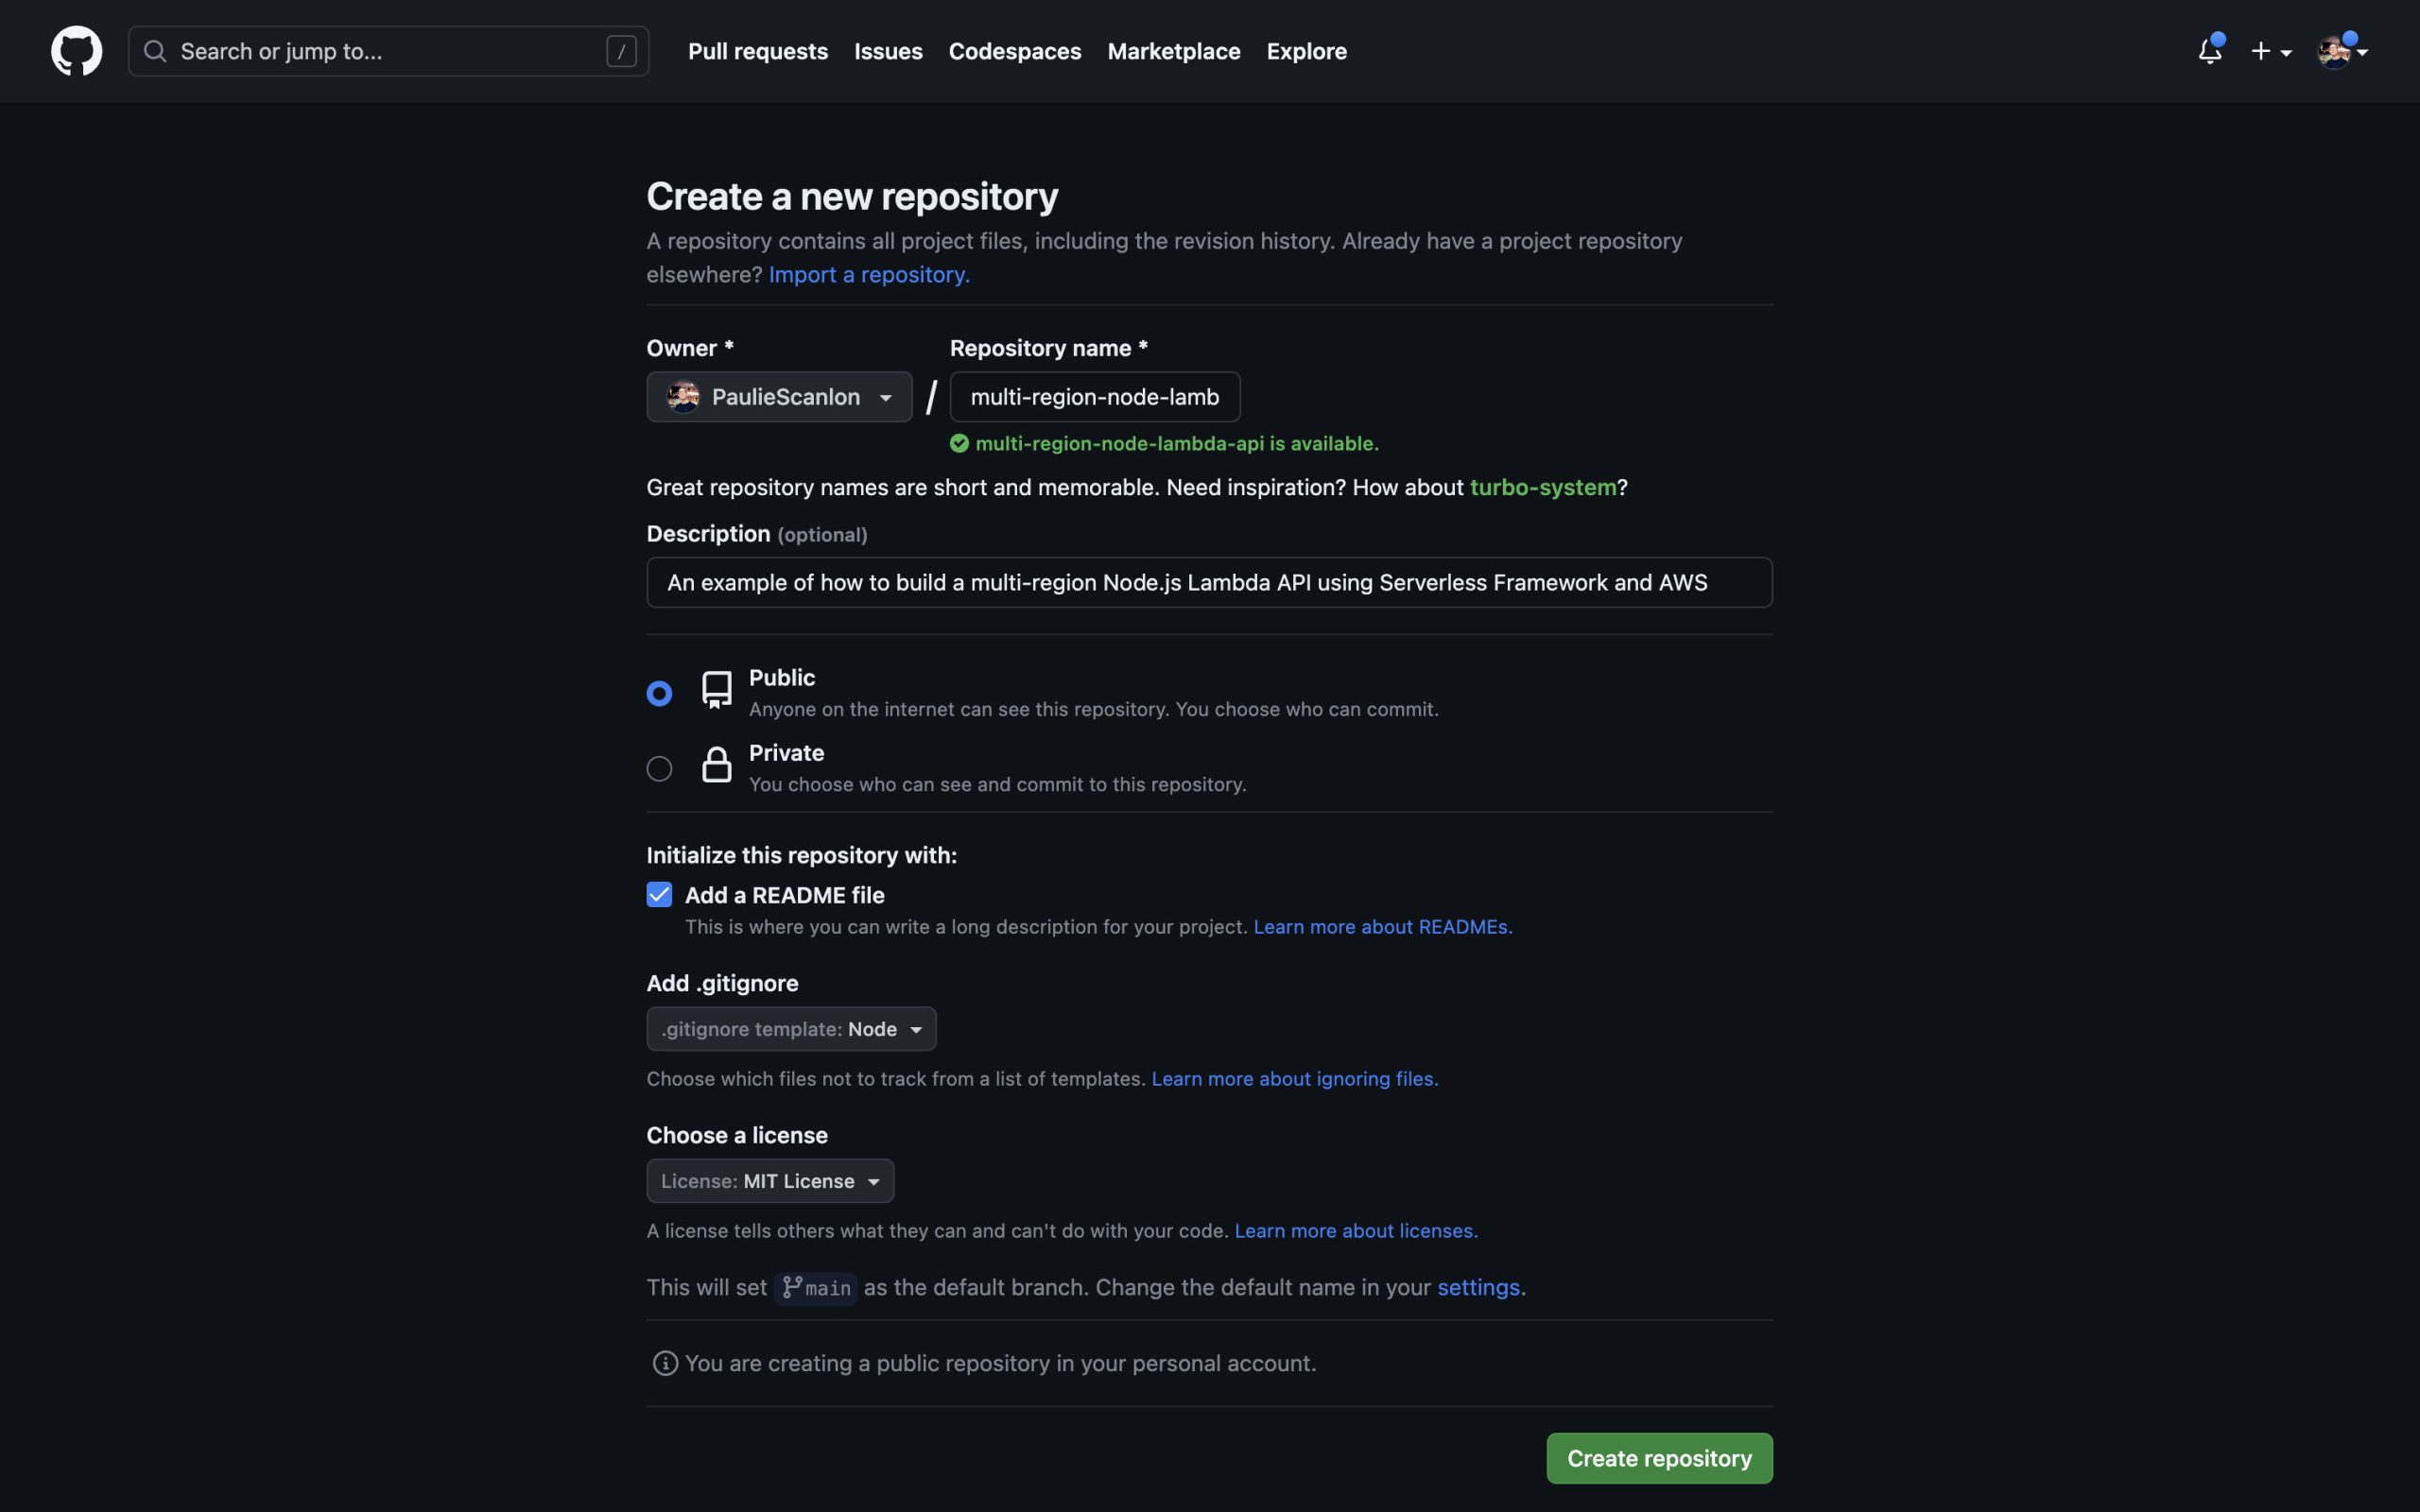 Search or jump to... /
Pull requests Issues Codespaces Marketplace Explore
Create a new repository
A repository contains all project files, including the revision history. Already have a project repository
elsewhere? Import a repository.
Owner * Repository name *
PaulieScanlon / multi-region-node-lamb
multi-region-node-lambda-api is available.
Great repository names are short and memorable. Need inspiration? How about turbo-system?
Description (optional)
An example of how to build a multi-region Node.js Lambda API using Serverless Framework and AWS
Public
Anyone on the internet can see this repository. You choose who can commit.
Private
You choose who can see and commit to this repository.
Initialize this repository with:
Add a README file
This is where you can write a long description for your project. Learn more about READMEs.
Add .gitignore
.gitignore template: Node
Choose which files not to track from a list of templates. Learn more about ignoring files.
Choose a license
License: MIT License
A license tells others what they can and can't do with your code. Learn more about licenses.
This will set main as the default branch. Change the default name in your settings.
You are creating a public repository in your personal account.
Create repository